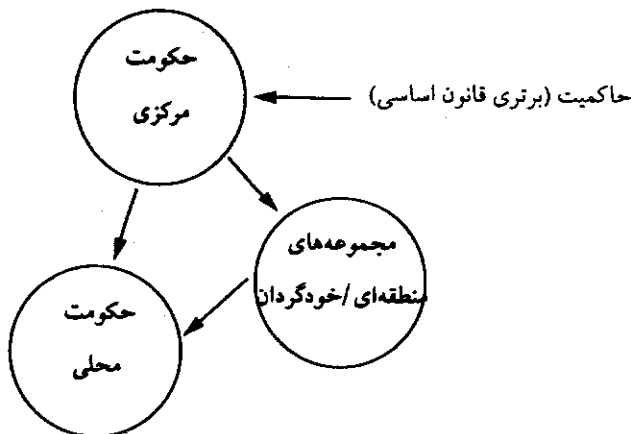 حکومت
مرکزی
حاکمیت (برتری قانون اساسی)
مجموعه‌های
منطقه‌ای /خودگردان
حکومت
محلی